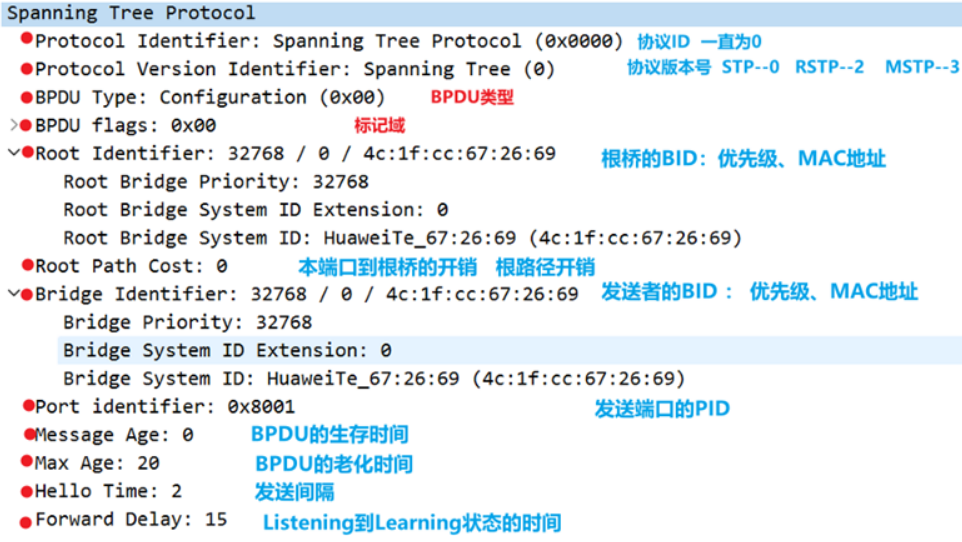 Spanning Tree Protocol
Protocol Identifier: Spanning Tree Protocol (0x0000) 协议ID 一直为0
Protocol Version Identifier: Spanning Tree (0) 协议版本号 STP--0 RSTP--2 MSTP--3
BPDU Type: Configuration (0x00) BPDU类型
BPDU flags: 0x00 标记域
Root Identifier: 32768 / 0 / 4c:1f:cc:67:26:69 根桥的BID：优先级、MAC地址
Root Bridge Priority: 32768
Root Bridge System ID Extension: 0
Root Bridge System ID: HuaweiTe_67:26:69 (4c:1f:cc:67:26:69)
Root Path Cost: 0 本端口到根桥的开销 根路径开销
Bridge Identifier: 32768 / 0 / 4c:1f:cc:67:26:69 发送者的BID： 优先级、MAC地址
Bridge Priority: 32768
Bridge System ID Extension: 0
Bridge System ID: HuaweiTe_67:26:69 (4c:1f:cc:67:26:69)
Port identifier: 0x8001 发送端口的PID
Message Age: 0 BPDU的生存时间
Max Age: 20 BPDU的老化时间
Hello Time: 2 发送间隔
Forward Delay: 15 Listening到Learning状态的时间